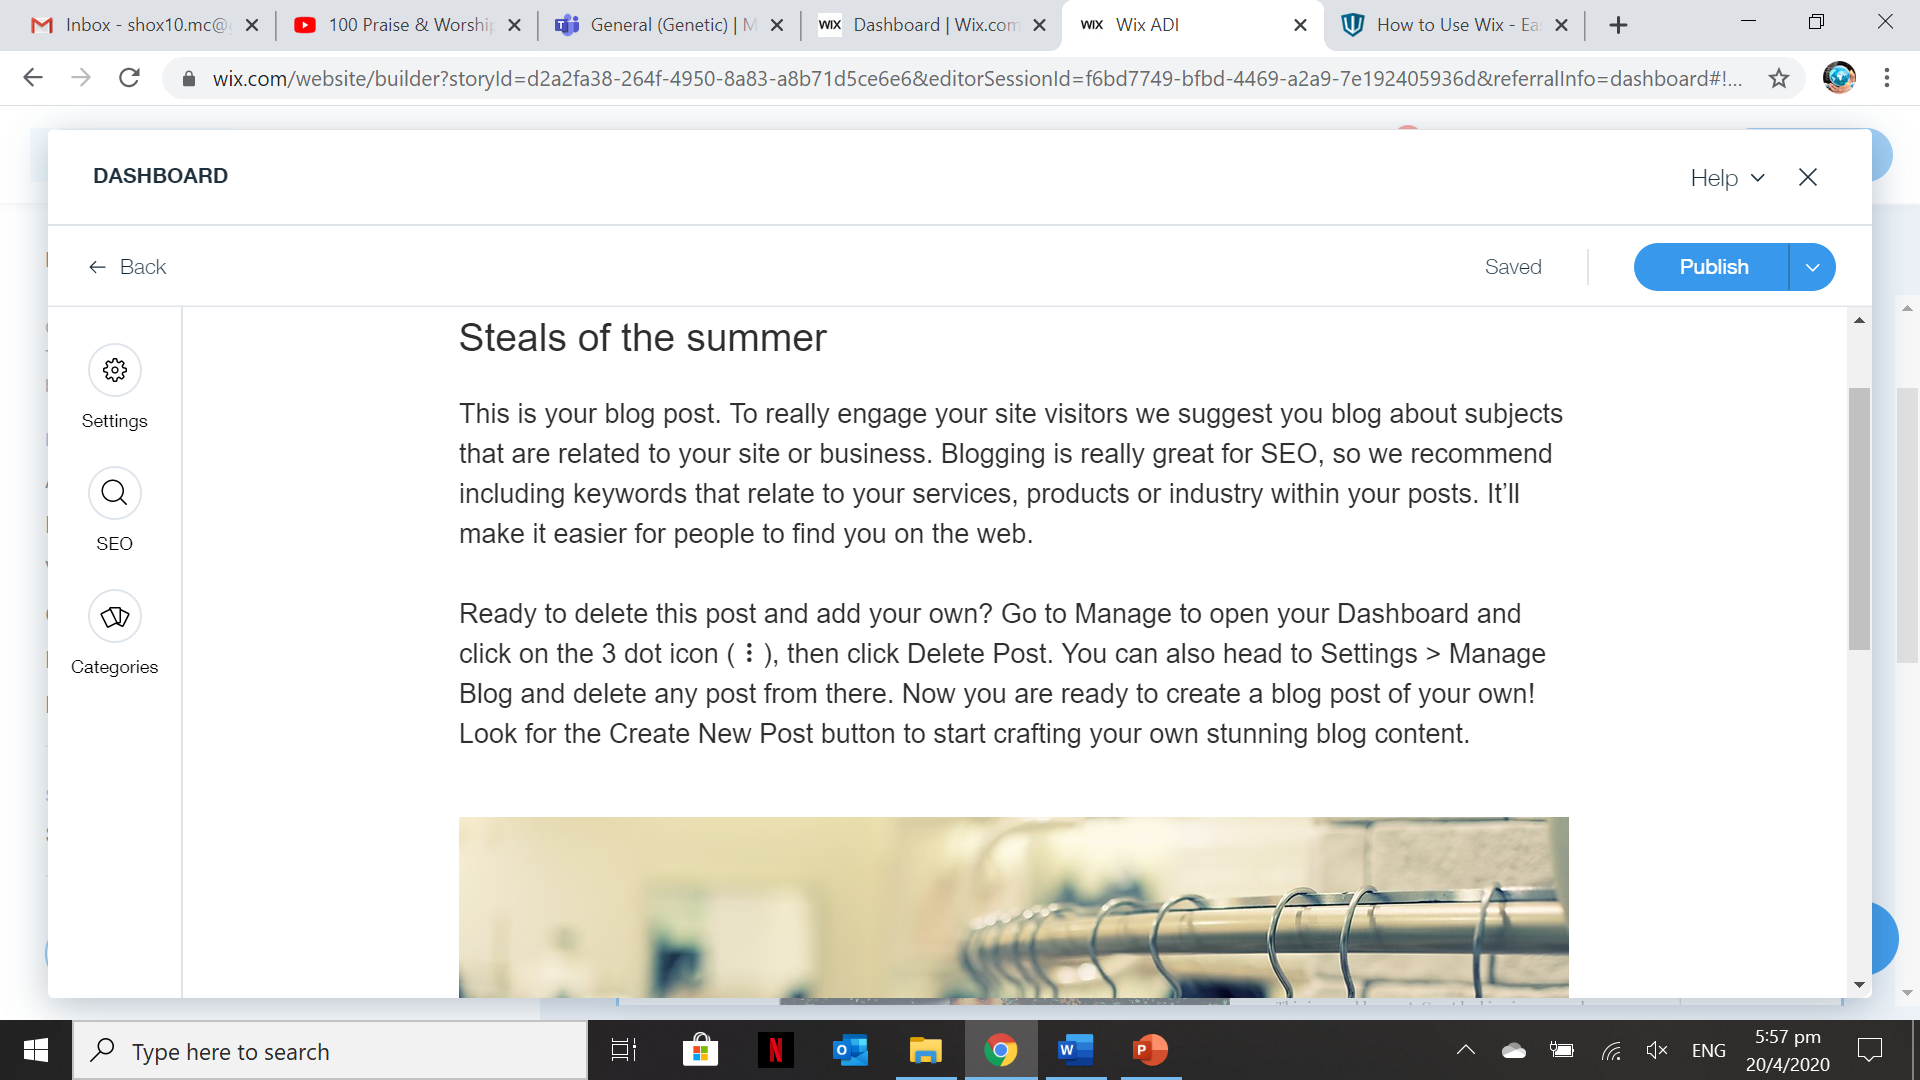 Inbox - shox10.mc@
100 Praise & Worship
General (Genetic) | M
WIX Dashboard | Wix.com
WIX Wix ADI
How to Use Wix - Ea
wix.com/website/builder?storyId=d2a2fa38-264f-4950-8a83-a8b71d5ce6e6&editorSessionId=f6bd7749-bfbd-4469-a2a9-7e192405936d&referralInfo=dashboard#!...
DASHBOARD
Help
Back
Saved
Publish
Settings
SEO
Categories
Steals of the summer
This is your blog post. To really engage your site visitors we suggest you blog about subjects
that are related to your site or business. Blogging is really great for SEO, so we recommend
including keywords that relate to your services, products or industry within your posts. It’ll
make it easier for people to find you on the web.
Ready to delete this post and add your own? Go to Manage to open your Dashboard and
click on the 3 dot icon ( ⋮ ), then click Delete Post. You can also head to Settings > Manage
Blog and delete any post from there. Now you are ready to create a blog post of your own!
Look for the Create New Post button to start crafting your own stunning blog content.
Type here to search
ENG
5:57 pm
20/4/2020